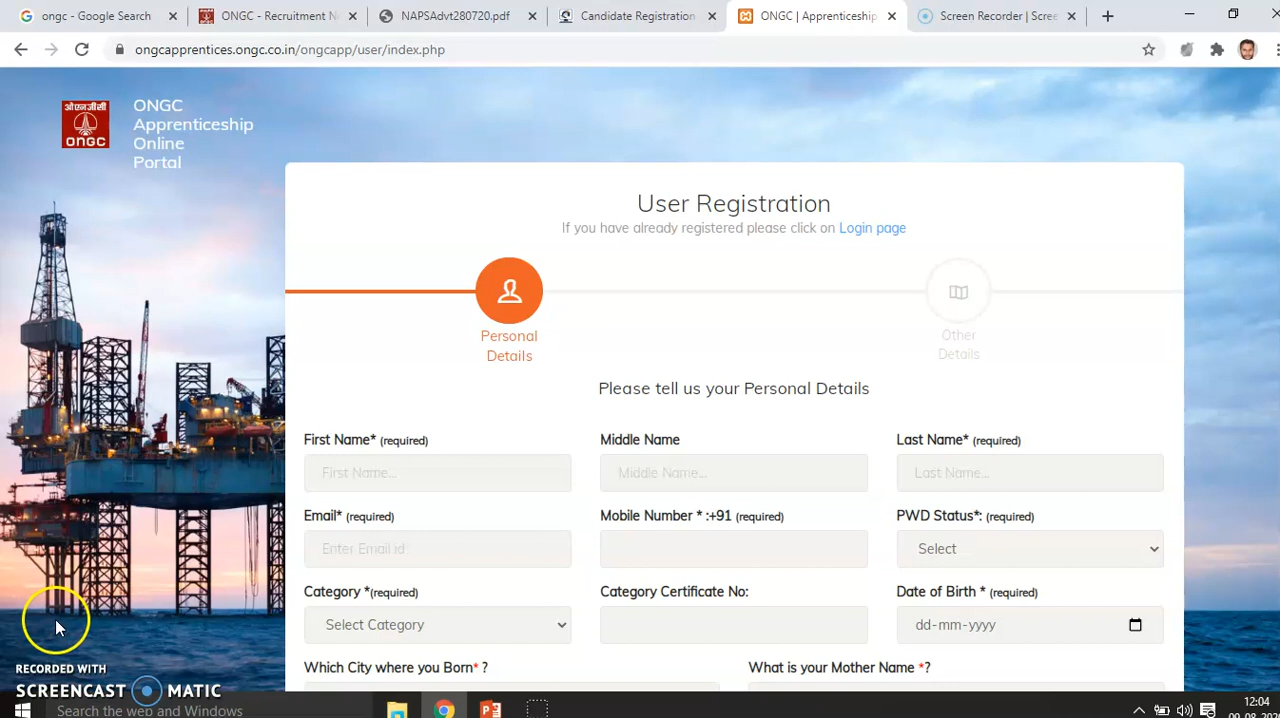 ongc - Google Search
ONGC - Recruitment N
NAPSAdvt280720.pdf
Candidate Registration
ONGC | Apprenticeship
Screen Recorder | Scree
ongcapprentices.ongc.co.in/ongcapp/user/index.php
ओएनजीसी
ONGC
ONGC
Apprenticeship
Online
Portal
User Registration
If you have already registered please click on Login page
Personal
Details
Other
Details
Please tell us your Personal Details
First Name* (required)
Middle Name
Last Name* (required)
First Name...
Middle Name...
Last Name...
Email* (required)
Mobile Number * :+91 (required)
PWD Status*: (required)
Enter Email id
Select
Category *(required)
Category Certificate No:
Date of Birth * (required)
Select Category
dd-mm-yyyy
Which City where you Born* ?
What is your Mother Name *?
RECORDED WITH
SCREENCAST MATIC
Search the web and Windows
12:04